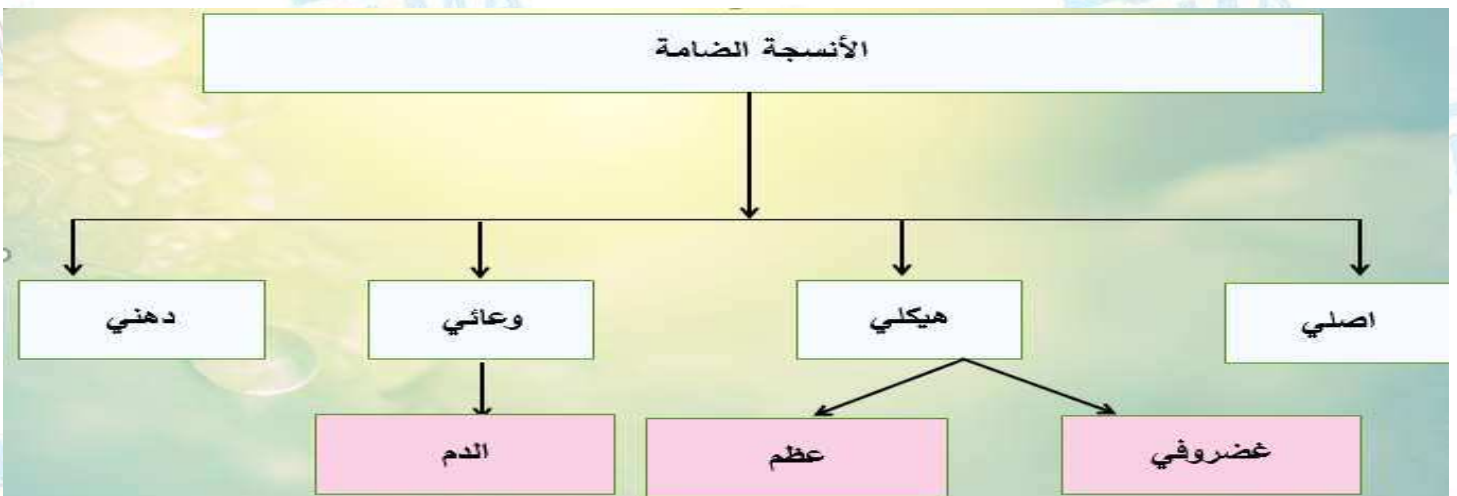 الأنسجة الضامة
اصلي
هيكلي
وعائي
دهني
غضروفي
عظم
الدم